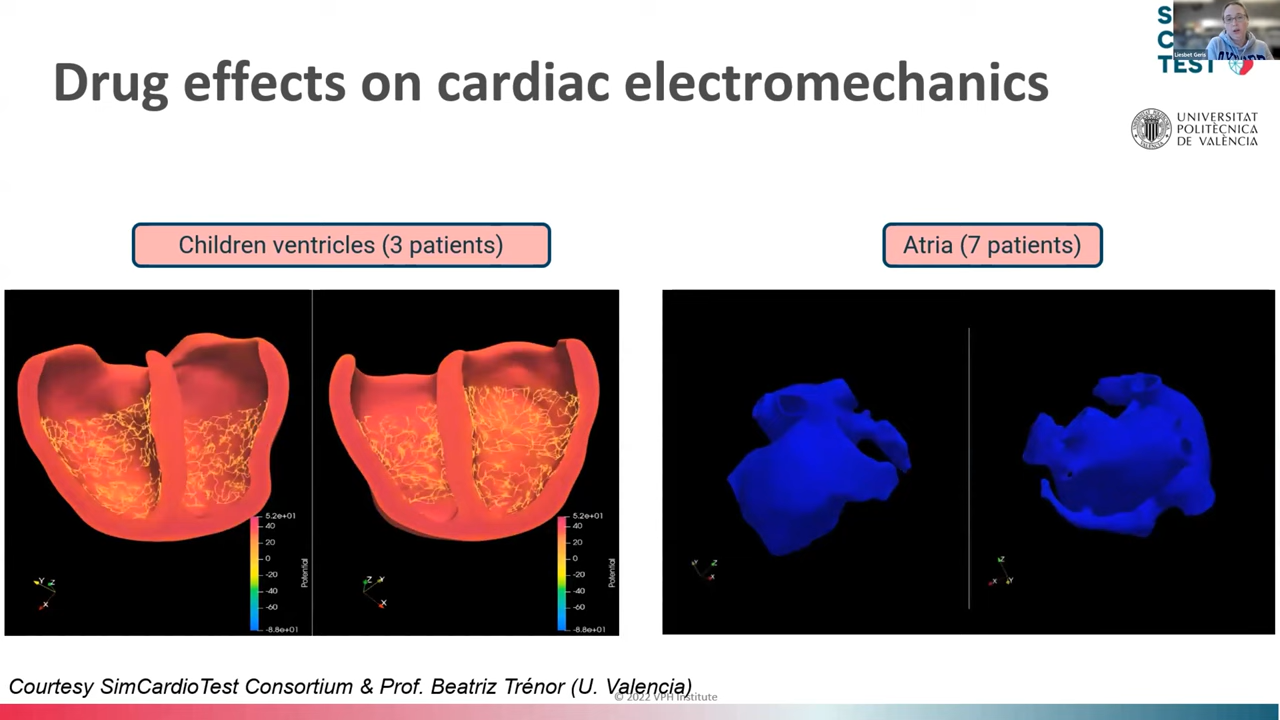 S
C
TEST
Liesbet Geris
Drug effects on cardiac electromechanics
UNIVERSITAT
POLITÈCNICA
DE VALÈNCIA
Children ventricles (3 patients)
Atria (7 patients)
5.2e+01
40
20
0
-20
-40
-60
-8.8e+01
Potential
Y Z
X
5.2e+01
40
20
0
-20
-40
-60
-8.8e+01
Potential
Z Y
X
Y Z
X
Z
X Y
Courtesy SimCardioTest Consortium & Prof. Beatriz Trénor (U. Valencia)
© 2022 VPH Institute